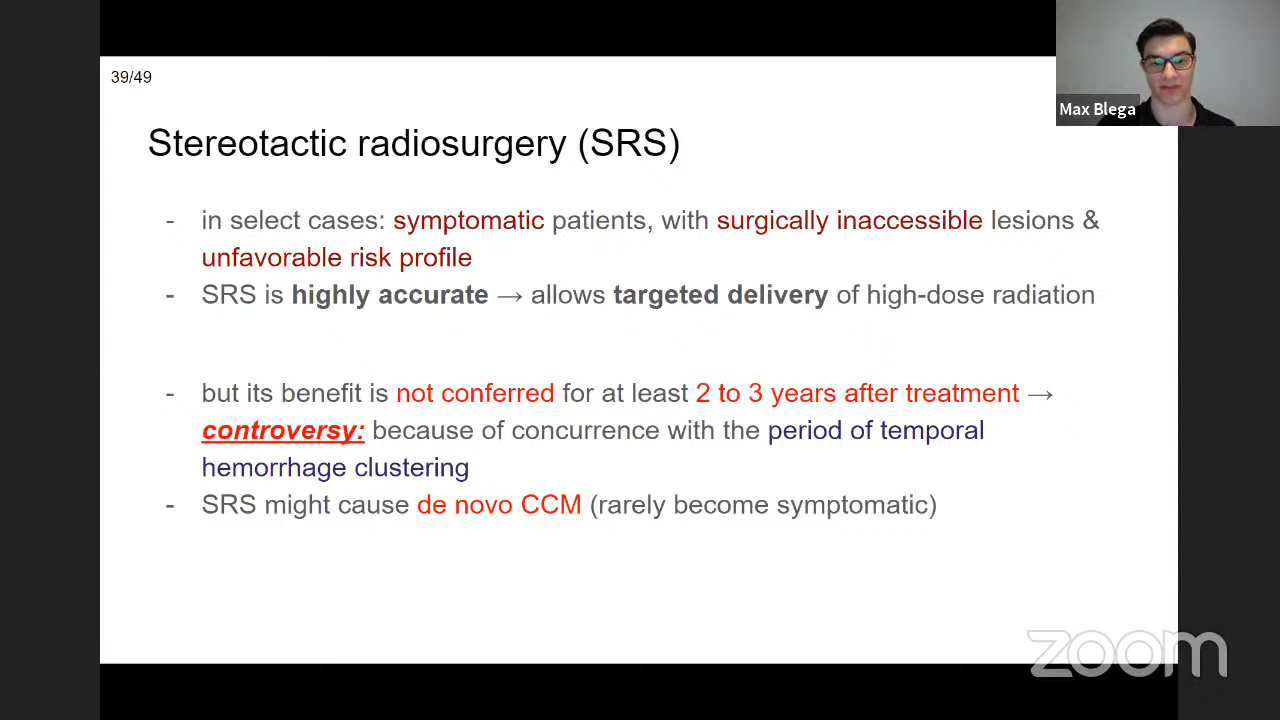 39/49
Max Blega
Stereotactic radiosurgery (SRS)
- in select cases: symptomatic patients, with surgically inaccessible lesions &
unfavorable risk profile
- SRS is highly accurate → allows targeted delivery of high-dose radiation
- but its benefit is not conferred for at least 2 to 3 years after treatment →
controversy: because of concurrence with the period of temporal
hemorrhage clustering
- SRS might cause de novo CCM (rarely become symptomatic)
zoom